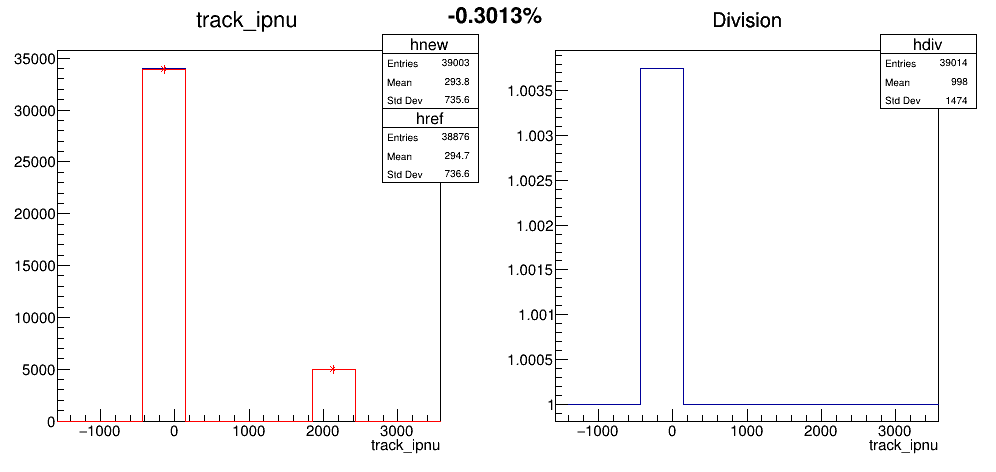 track_ipnu
-0.3013%
Division
hnew
Entries 39003
Mean 293.8
Std Dev 735.6
href
Entries 38876
Mean 294.7
Std Dev 736.6
35000
30000
25000
20000
15000
10000
5000
0
−1000 0 1000 2000 3000
track_ipnu
hdiv
Entries 39014
Mean 998
Std Dev 1474
1.0035
1.003
1.0025
1.002
1.0015
1.001
1.0005
1
−1000 0 1000 2000 3000
track_ipnu